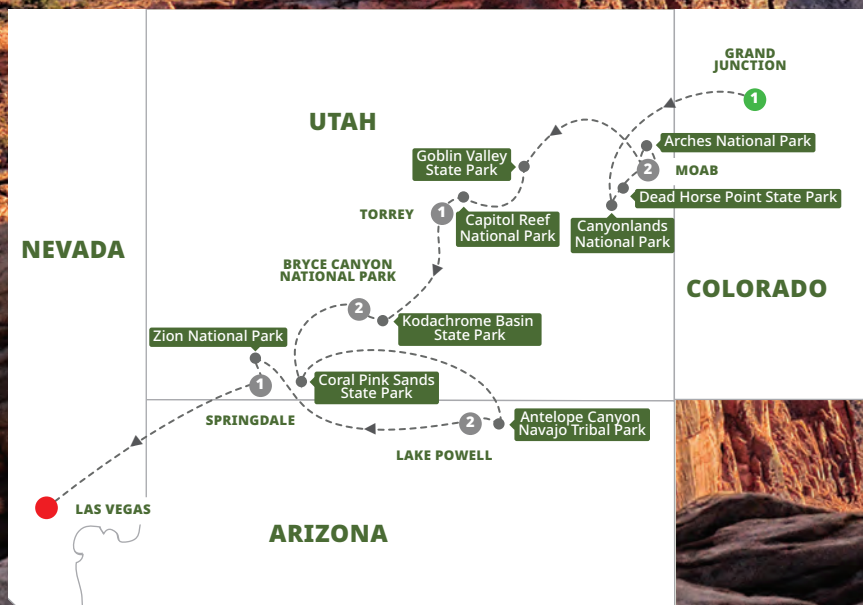 GRAND
JUNCTION
1
UTAH
Arches National Park
Goblin Valley
State Park
2
MOAB
Dead Horse Point State Park
TORREY
1
Capitol Reef
National Park
Canyonlands
National Park
NEVADA
BRYCE CANYON
NATIONAL PARK
COLORADO
2
Kodachrome Basin
State Park
Zion National Park
1
Coral Pink Sands
State Park
SPRINGDALE
2
Antelope Canyon
Navajo Tribal Park
LAKE POWELL
LAS VEGAS
ARIZONA